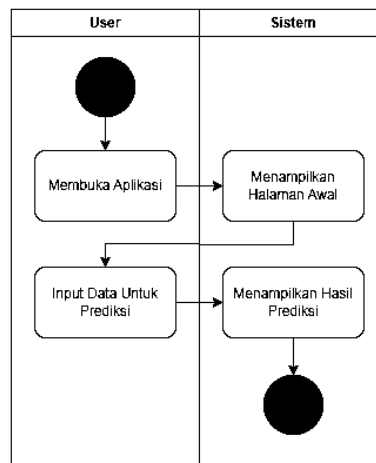 User
Sistem
Membuka Aplikasi
Menampilkan
Halaman Awal
Input Data Untuk
Prediksi
Menampilkan Hasil
Prediksi